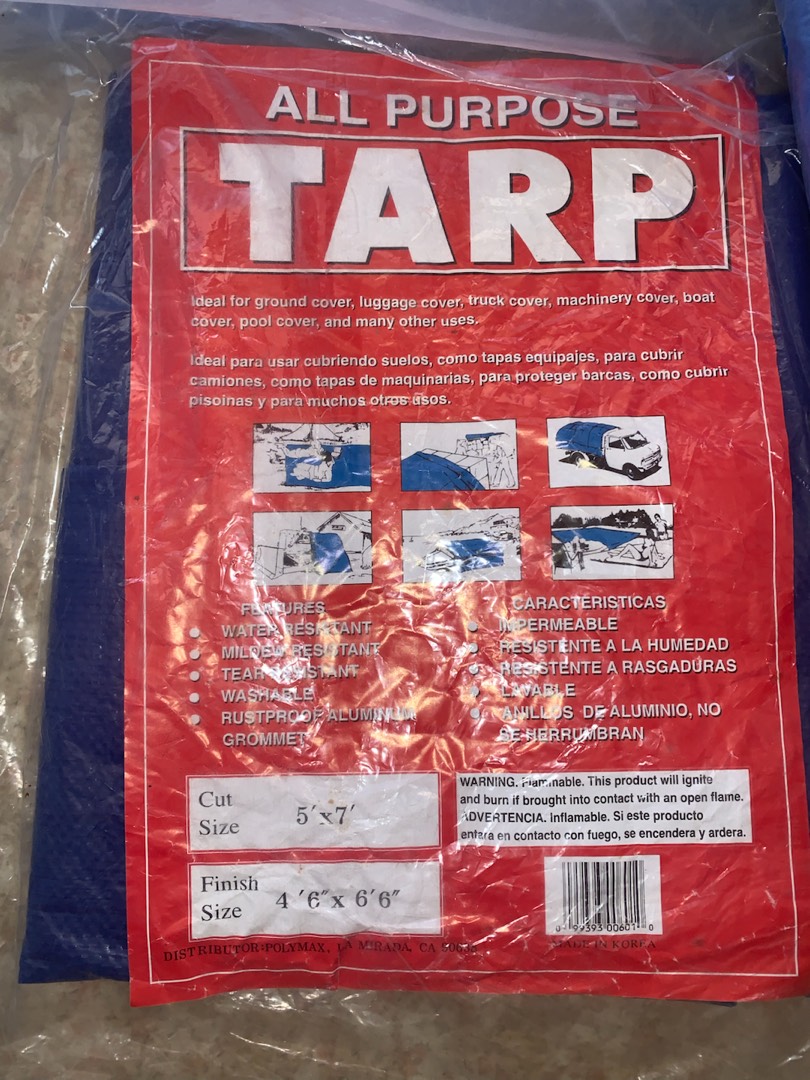 ALL PURPOSE
TARP
Ideal for ground cover, luggage cover, truck cover, machinery cover, boat
cover, pool cover, and many other uses.
Ideal para usar cubriendo suelos, como tapas equipajes, para cubrir
camiones, como tapas de maquinarias, para proteger barcas, como cubrir
pisoinas y para muchos otros usos.
FEATURES
WATER RESISTANT
MILDEW RESISTANT
TEAR RESISTANT
WASHABLE
RUSTPROOF ALUMINUM
GROMMET
CARACTERISTICAS
IMPERMEABLE
RESISTENTE A LA HUMEDAD
RESISTENTE A RASGADURAS
LAVABLE
ANILLOS DE ALUMINIO, NO
SE HERRUMBRAN
Cut
Size 5'x7'
Finish
Size 4'6"x 6'6"
WARNING. Flammable. This product will ignite
and burn if brought into contact with an open flame.
ADVERTENCIA. Inflamable. Si este producto
entara en contacto con fuego, se encendera y ardera.
0 99393 00601 0
DISTRIBUTOR:POLYMAX, LA MIRADA, CA
MADE IN KOREA